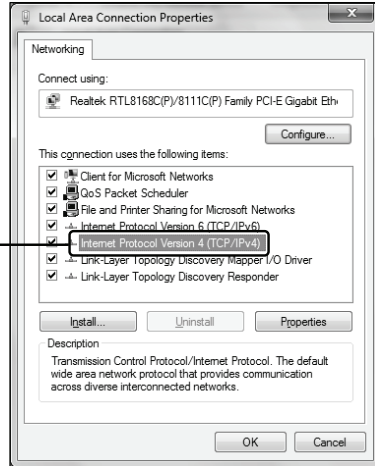 Local Area Connection Properties
Networking
Connect using:
Realtek RTL8168C(P)/8111C(P) Family PCI-E Gigabit Eth
Configure...
This connection uses the following items:
Client for Microsoft Networks
QoS Packet Scheduler
File and Printer Sharing for Microsoft Networks
Internet Protocol Version 6 (TCP/IPv6)
Internet Protocol Version 4 (TCP/IPv4)
Link-Layer Topology Discovery Mapper I/O Driver
Link-Layer Topology Discovery Responder
Install... Uninstall Properties
Description
Transmission Control Protocol/Internet Protocol. The default
wide area network protocol that provides communication
across diverse interconnected networks.
OK Cancel